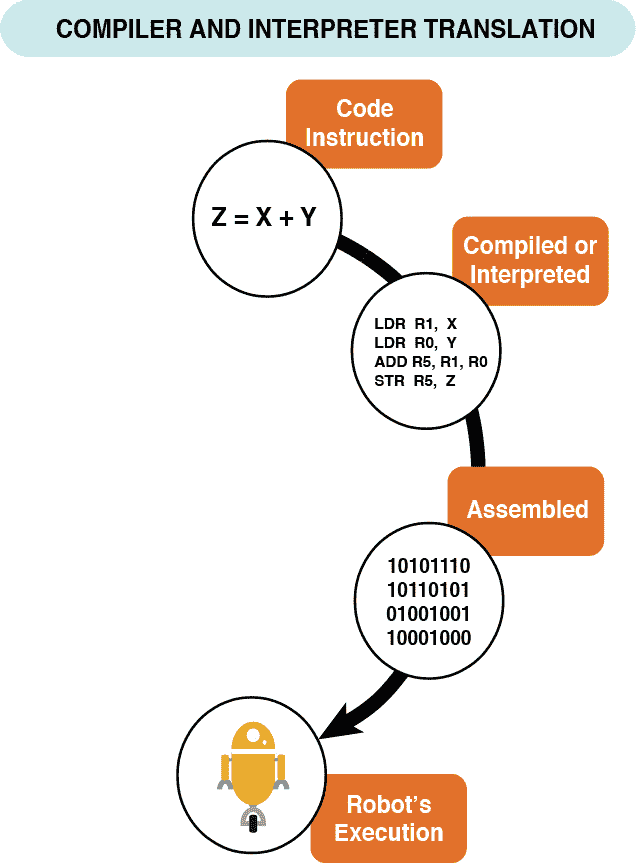 COMPILER AND INTERPRETER TRANSLATION
Code
Instruction
Z = X + Y
Compiled or
Interpreted
LDR R1, X
LDR R0, Y
ADD R5, R1, R0
STR R5, Z
Assembled
10101110
10110101
01001001
10001000
Robot's
Execution